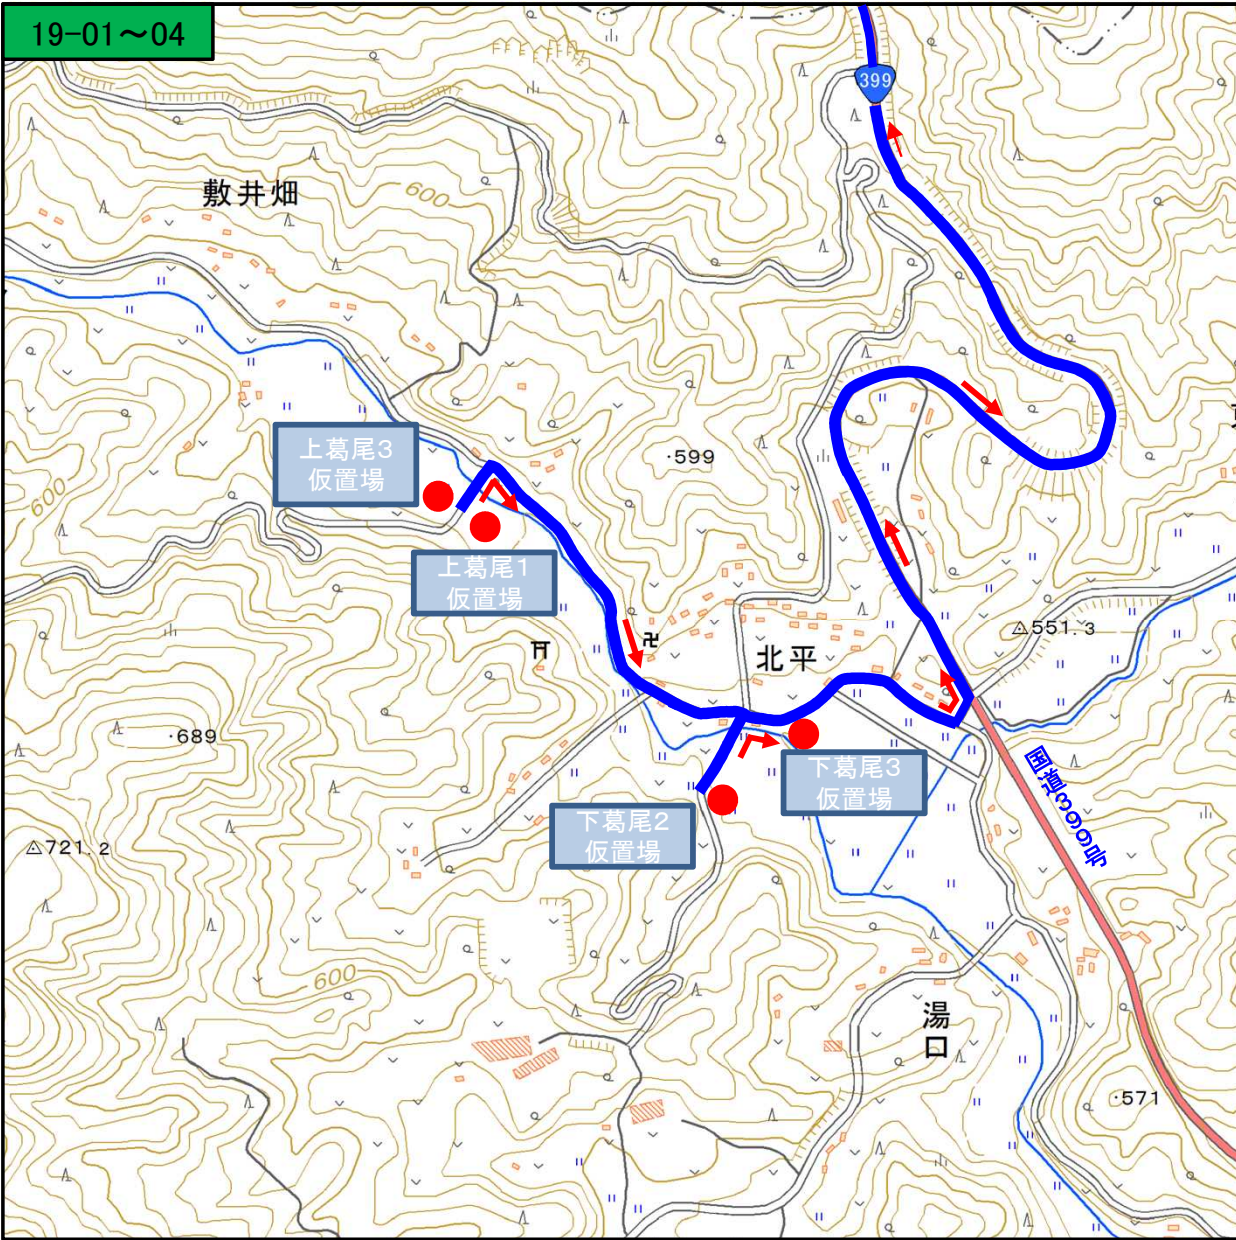 19-01～04
399
敷井畑
600
上葛尾3
仮置場
・599
600
上葛尾1
仮置場
551.3
北平
・689
国道399号
下葛尾3
仮置場
下葛尾2
仮置場
721.2
600
湯口
・571